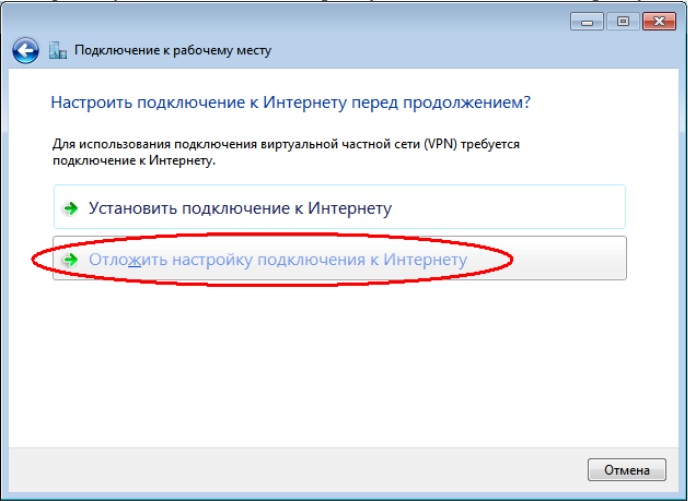 Подключение к рабочему месту
Настроить подключение к Интернету перед продолжением?
Для использования подключения виртуальной частной сети (VPN) требуется
подключение к Интернету.
Установить подключение к Интернету
Отложить настройку подключения к Интернету
Отмена